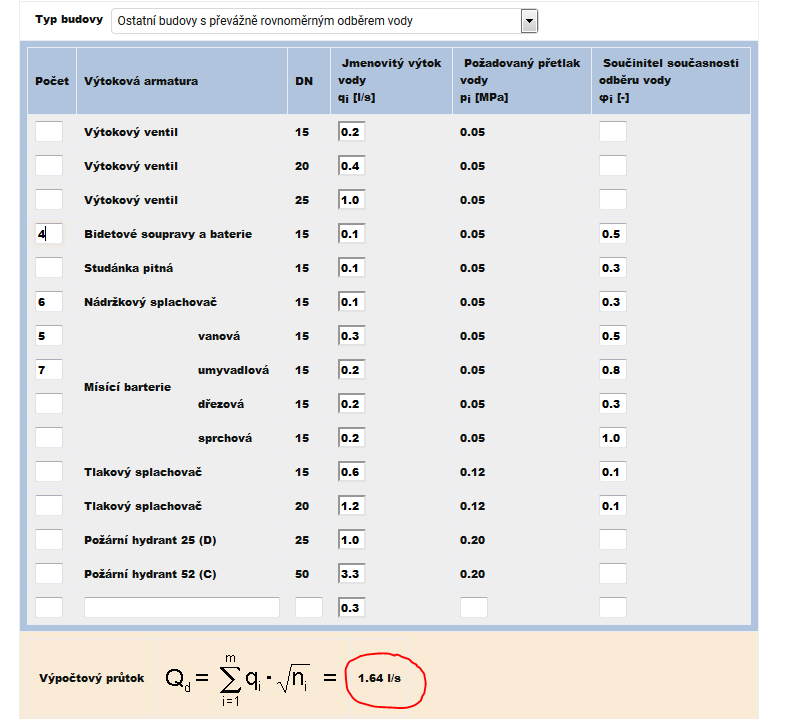 Typ budovy Ostatní budovy s převážně rovnoměrným odběrem vody
Počet Výtoková armatura DN Jmenovitý výtok vody qi [l/s] Požadovaný přetlak vody pi [MPa] Součinitel současnosti odběru vody φi [-]
Výtokový ventil 15 0.2 0.05
Výtokový ventil 20 0.4 0.05
Výtokový ventil 25 1.0 0.05
4 Bidetové soupravy a baterie 15 0.1 0.05 0.5
Studánka pitná 15 0.1 0.05 0.3
6 Nádržkový splachovač 15 0.1 0.05 0.3
5 vanová 15 0.3 0.05 0.5
7 umyvadlová 15 0.2 0.05 0.8
Mísící barterie
dřezová 15 0.2 0.05 0.3
sprchová 15 0.2 0.05 1.0
Tlakový splachovač 15 0.6 0.12 0.1
Tlakový splachovač 20 1.2 0.12 0.1
Požární hydrant 25 (D) 25 1.0 0.20
Požární hydrant 52 (C) 50 3.3 0.20
0.3
Výpočtový průtok Qd = m∑i=1 qi · √ni = 1.64 l/s